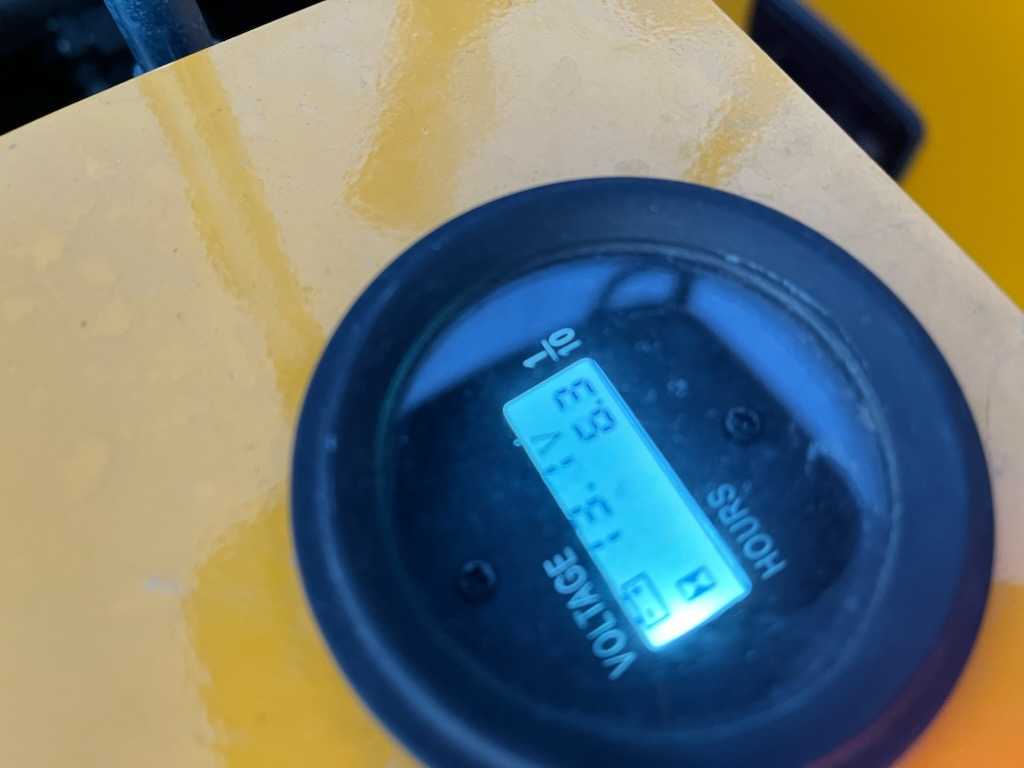 VOLTAGE
13.1V
5.3
1/10
HOURS